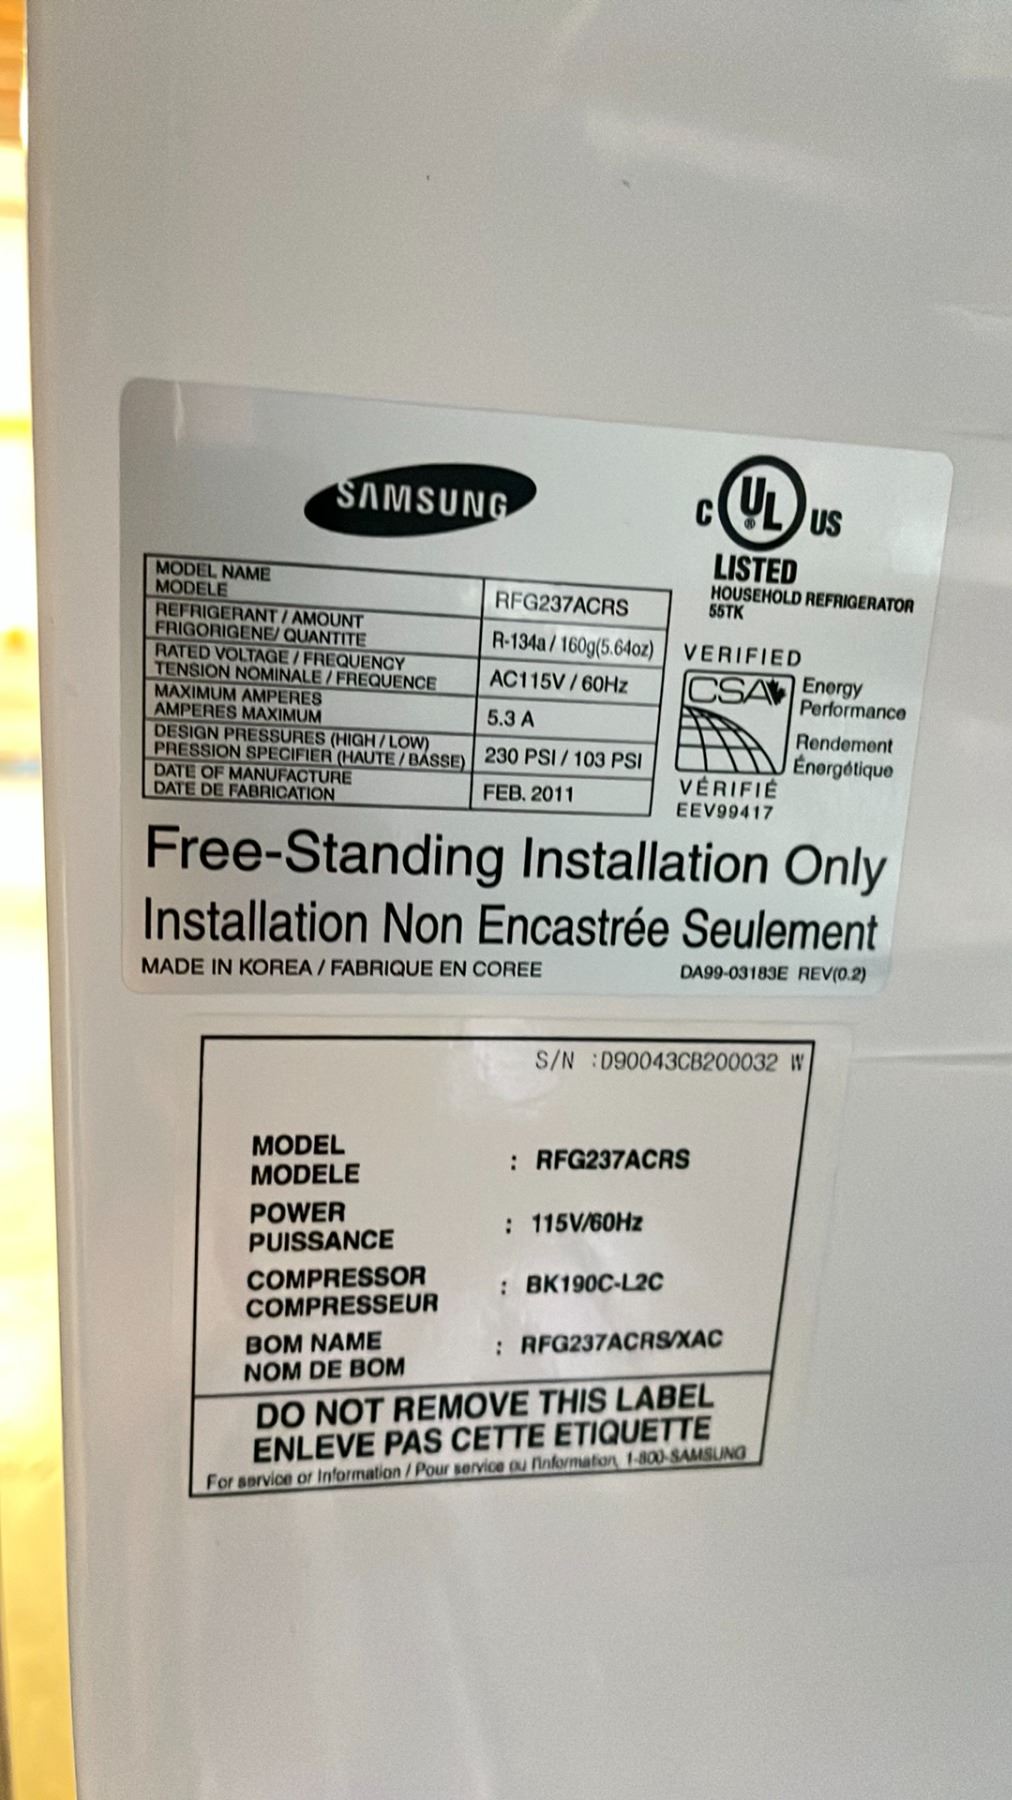 SAMSUNG
C UL ® US
LISTED
HOUSEHOLD REFRIGERATOR
55TK
MODEL NAME
MODELE
RFG237ACRS
REFRIGERANT / AMOUNT
FRIGORIGENE/ QUANTITE
R-134a / 160g(5.64oz)
RATED VOLTAGE / FREQUENCY
TENSION NOMINALE / FREQUENCE
AC115V / 60Hz
MAXIMUM AMPERES
AMPERES MAXIMUM
5.3 A
DESIGN PRESSURES (HIGH / LOW)
PRESSION SPECIFIER (HAUTE / BASSE)
230 PSI / 103 PSI
DATE OF MANUFACTURE
DATE DE FABRICATION
FEB. 2011
VERIFIED
CSA
Energy
Performance
Rendement
Énergétique
VÉRIFIÉ
EEV99417
Free-Standing Installation Only
Installation Non Encastrée Seulement
MADE IN KOREA / FABRIQUE EN COREE
DA99-03183E REV(0.2)
S/N :D90043CB200032 W
MODEL
MODELE
: RFG237ACRS
POWER
PUISSANCE
: 115V/60Hz
COMPRESSOR
COMPRESSEUR
: BK190C-L2C
BOM NAME
NOM DE BOM
: RFG237ACRS/XAC
DO NOT REMOVE THIS LABEL
ENLEVE PAS CETTE ETIQUETTE
For service or Information / Pour service ou l'information, 1-800-SAMSUNG